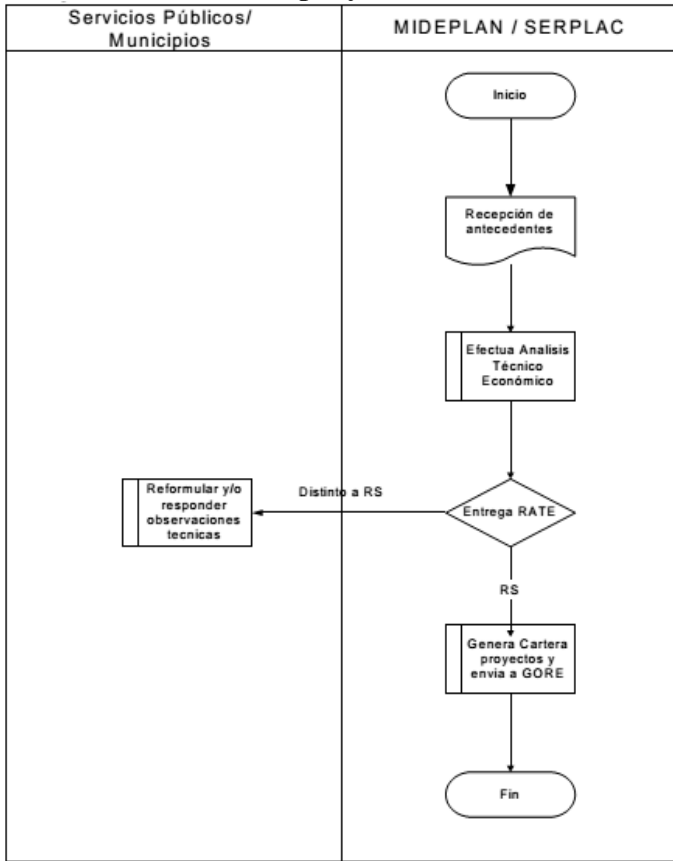 Servicios Públicos/
Municipios
MIDEPLAN / SERPLAC
Inicio
Recepción de
antecedentes
Efectua Analisis
Técnico
Económico
Entrega RATE
Distinto a RS
Reformular y/o
responder
observaciones
tecnicas
RS
Genera Cartera
proyectos y
envia a GORE
Fin